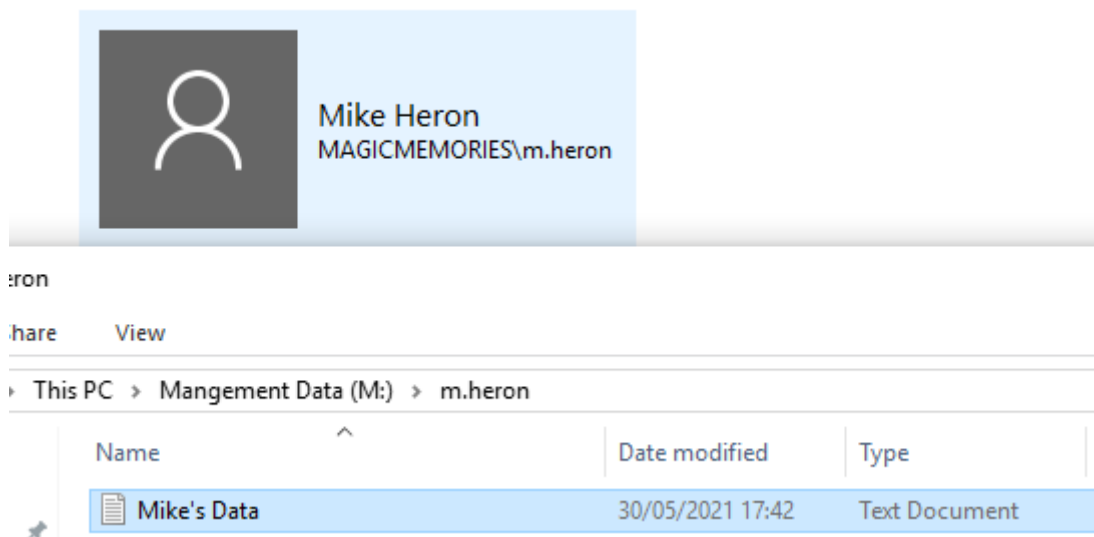 Mike Heron
MAGICMEMORIES\m.heron
eron
hare View
This PC > Mangement Data (M:) > m.heron
Name Date modified Type
Mike's Data 30/05/2021 17:42 Text Document